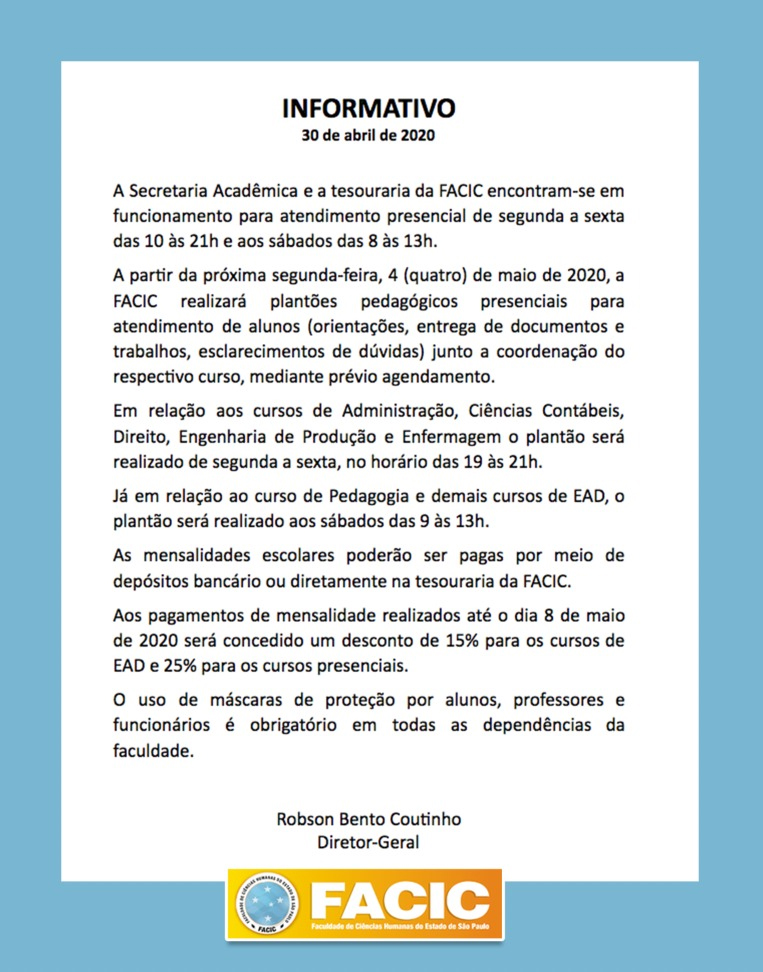 INFORMATIVO
30 de abril de 2020
A Secretaria Acadêmica e a tesouraria da FACIC encontram-se em
funcionamento para atendimento presencial de segunda a sexta
das 10 às 21h e aos sábados das 8 às 13h.
A partir da próxima segunda-feira, 4 (quatro) de maio de 2020, a
FACIC realizará plantões pedagógicos presenciais para
atendimento de alunos (orientações, entrega de documentos e
trabalhos, esclarecimentos de dúvidas) junto a coordenação do
respectivo curso, mediante prévio agendamento.
Em relação aos cursos de Administração, Ciências Contábeis,
Direito, Engenharia de Produção e Enfermagem o plantão será
realizado de segunda a sexta, no horário das 19 às 21h.
Já em relação ao curso de Pedagogia e demais cursos de EAD, o
plantão será realizado aos sábados das 9 às 13h.
As mensalidades escolares poderão ser pagas por meio de
depósitos bancário ou diretamente na tesouraria da FACIC.
Aos pagamentos de mensalidade realizados até o dia 8 de maio
de 2020 será concedido um desconto de 15% para os cursos de
EAD e 25% para os cursos presenciais.
O uso de máscaras de proteção por alunos, professores e
funcionários é obrigatório em todas as dependências da
faculdade.
Robson Bento Coutinho
Diretor-Geral
FACULDADE DE CIÊNCIAS HUMANAS DO ESTADO DE SÃO PAULO
FACIC
FACIC
Faculdade de Ciências Humanas do Estado de São Paulo